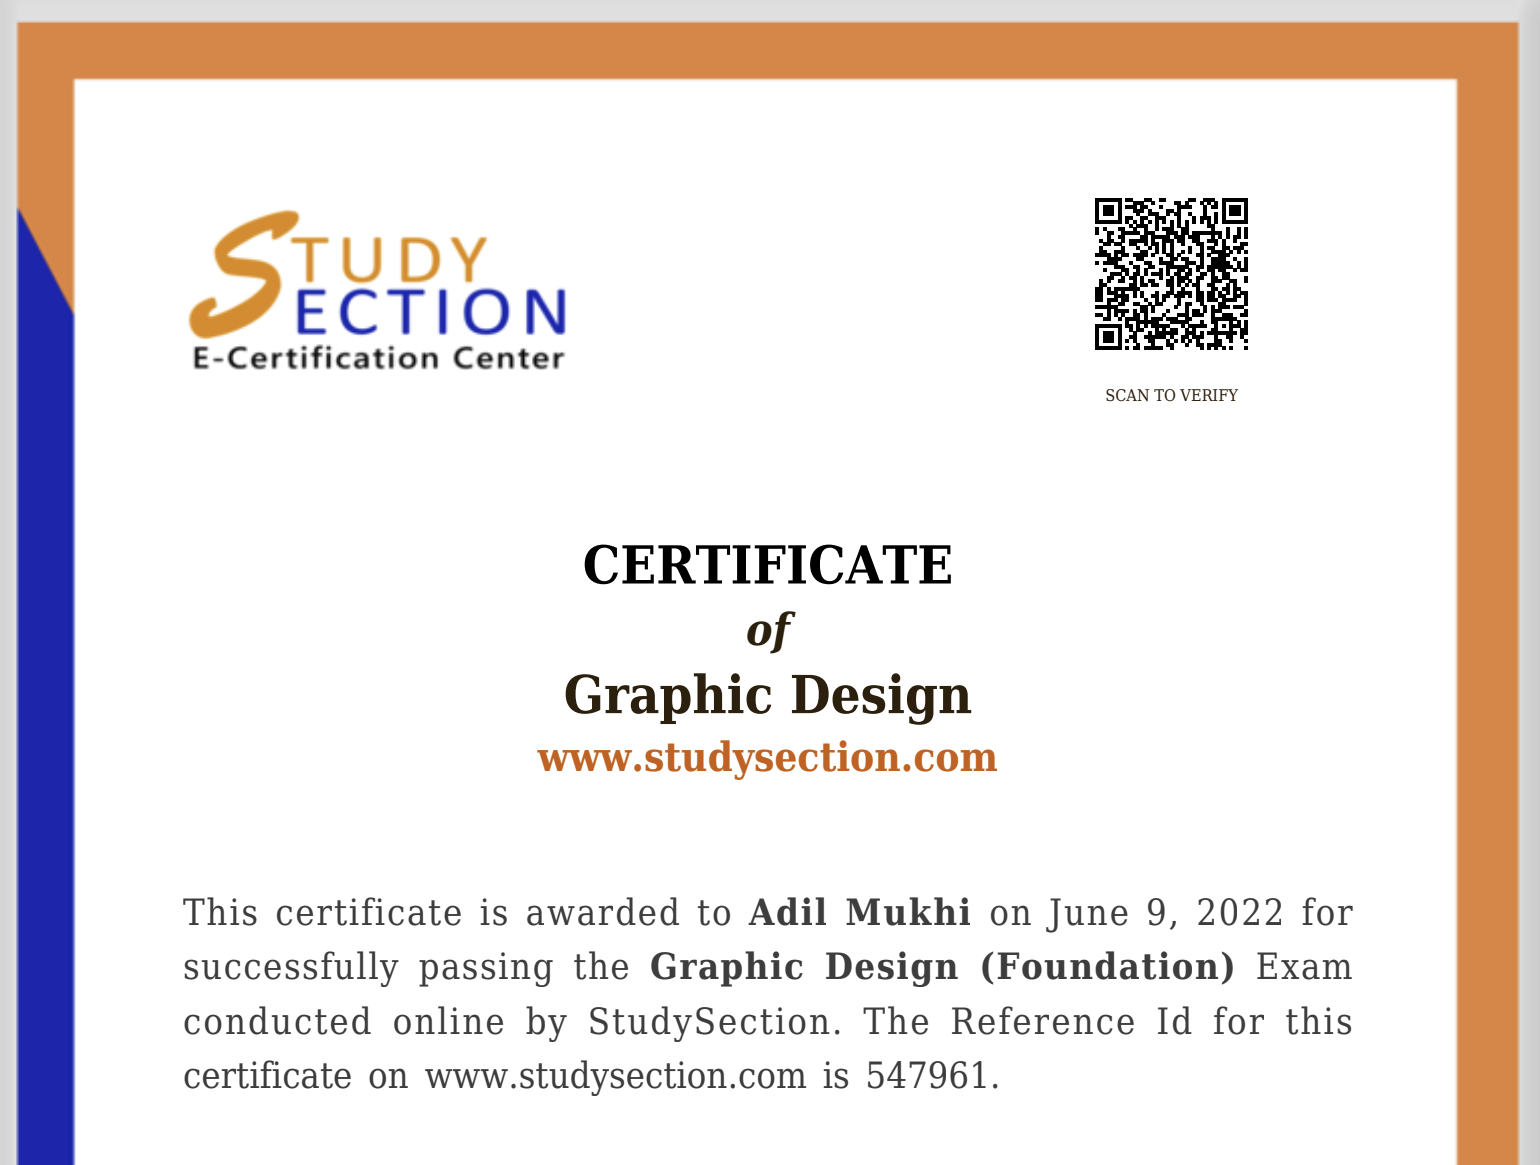 STUDY
SECTION
E-Certification Center
SCAN TO VERIFY
CERTIFICATE
of
Graphic Design
www.studysection.com
This certificate is awarded to Adil Mukhi on June 9, 2022 for
successfully passing the Graphic Design (Foundation) Exam
conducted online by StudySection. The Reference Id for this
certificate on www.studysection.com is 547961.